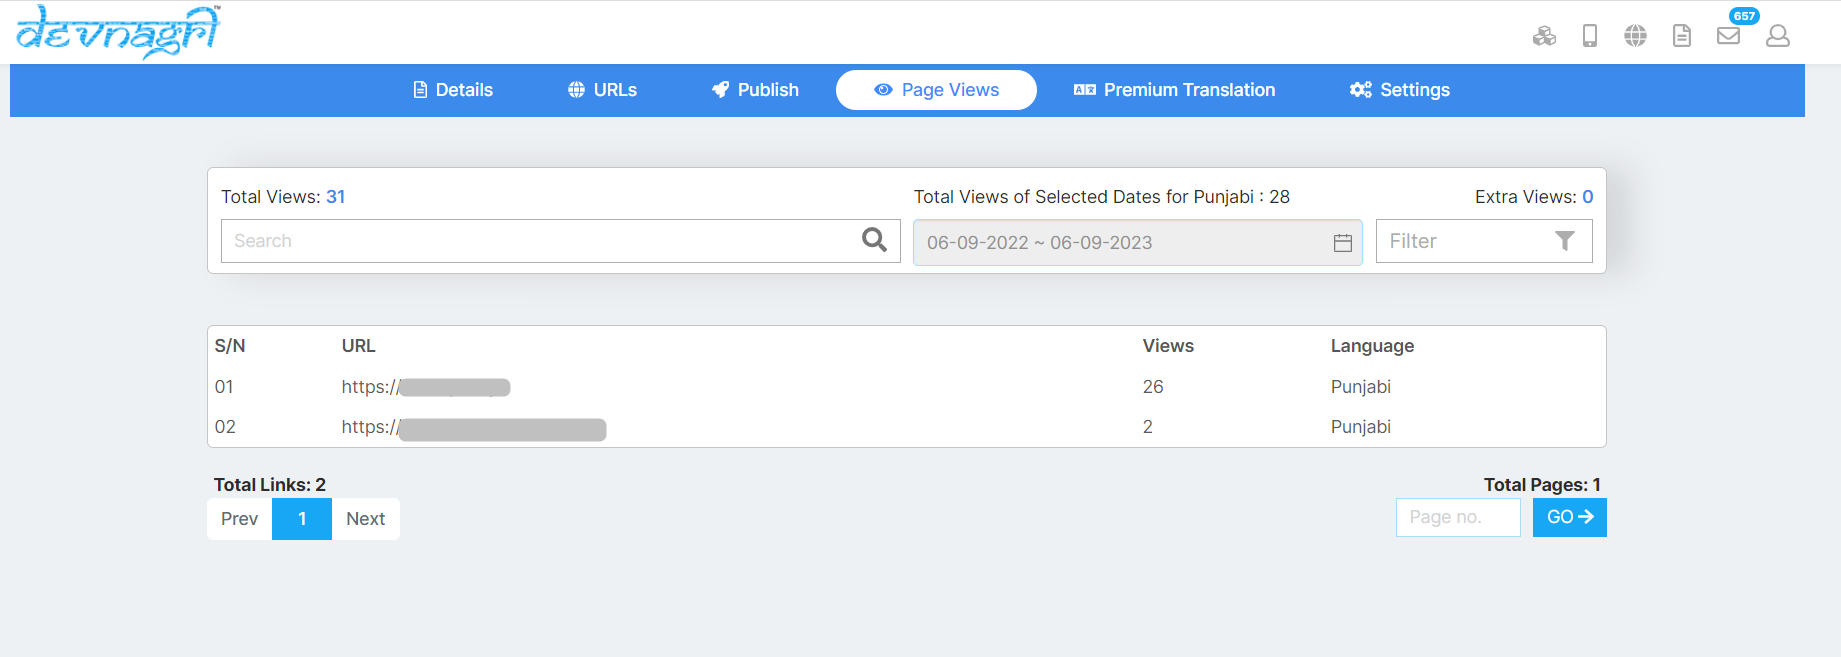 devnagri™
657
Details URLs Publish Page Views Premium Translation Settings
Total Views: 31 Total Views of Selected Dates for Punjabi : 28 Extra Views: 0
Search 06-09-2022 ~ 06-09-2023 Filter
S/N URL Views Language
01 https:// 26 Punjabi
02 https:// 2 Punjabi
Total Links: 2 Total Pages: 1
Prev 1 Next Page no. GO